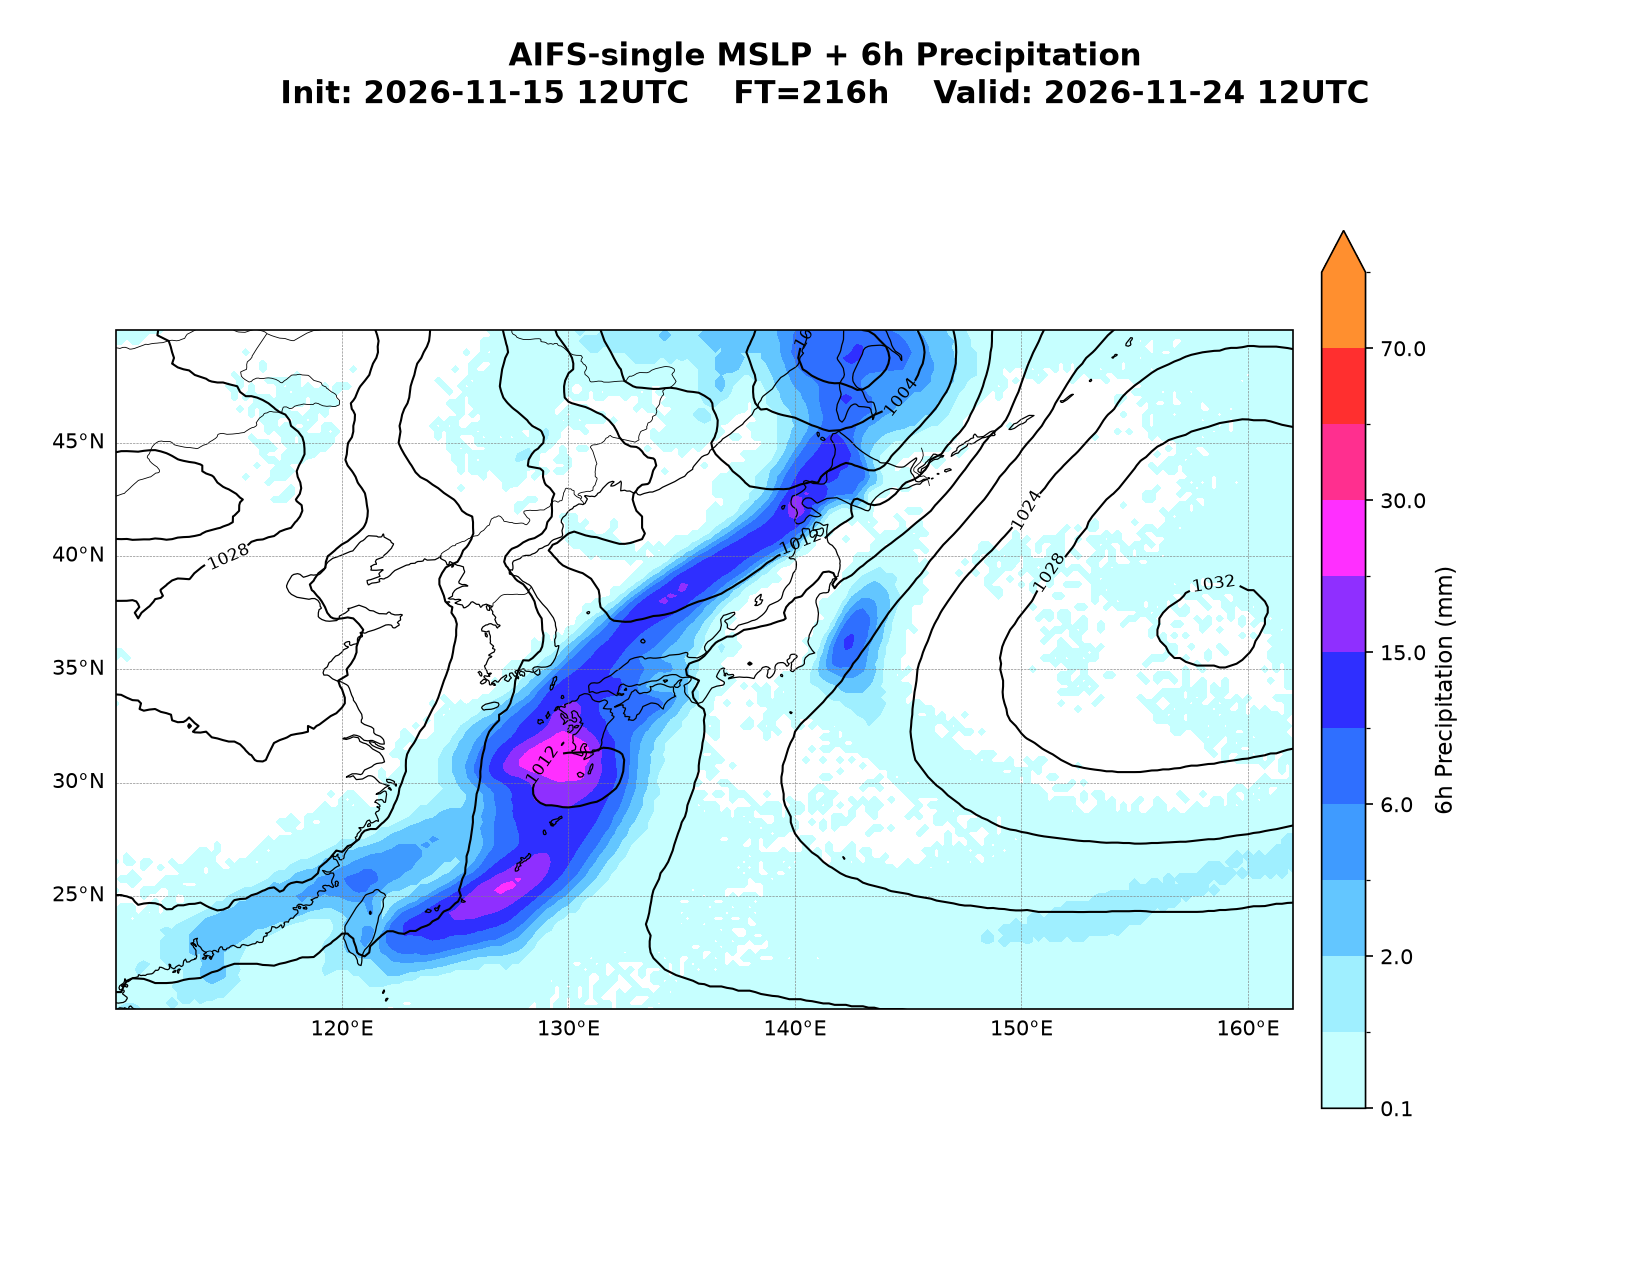 AIFS-single MSLP + 6h Precipitation
Init: 2026-11-15 12UTC    FT=216h    Valid: 2026-11-24 12UTC
70.0
1004
45°N
1024
30.0
1028
40°N
1012
1028
1032
6h Precipitation (mm)
35°N
15.0
1012
30°N
6.0
25°N
2.0
120°E
130°E
140°E
150°E
160°E
0.1